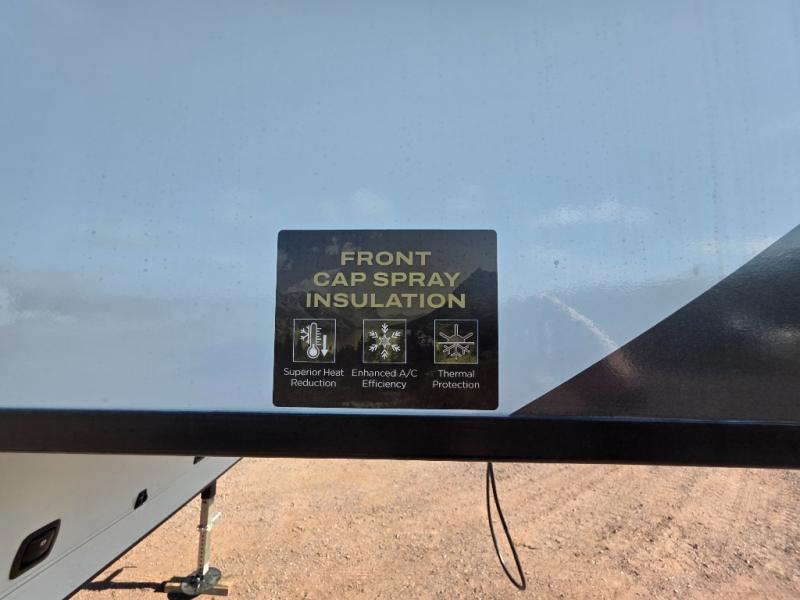 FRONT
CAP SPRAY
INSULATION
Superior Heat
Reduction
Enhanced A/C
Efficiency
Thermal
Protection